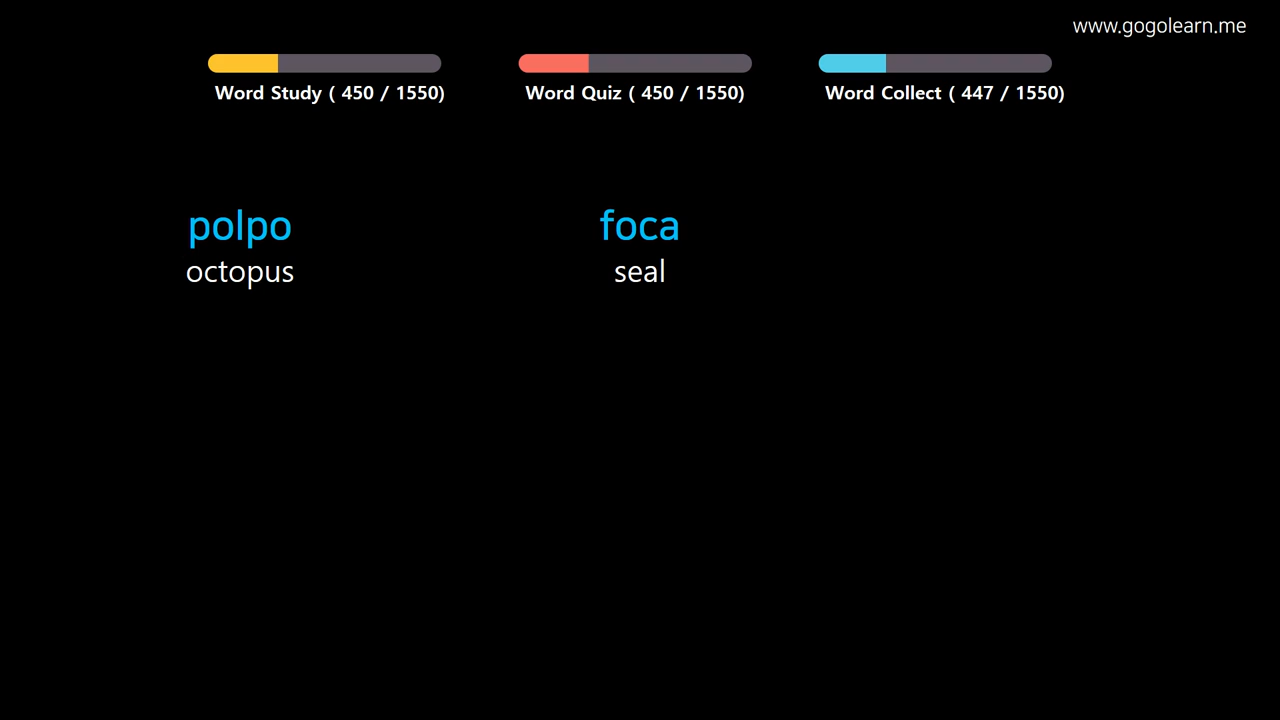 www.gogolearn.me
Word Study ( 450 / 1550)
Word Quiz ( 450 / 1550)
Word Collect ( 447 / 1550)
polpo
octopus
foca
seal